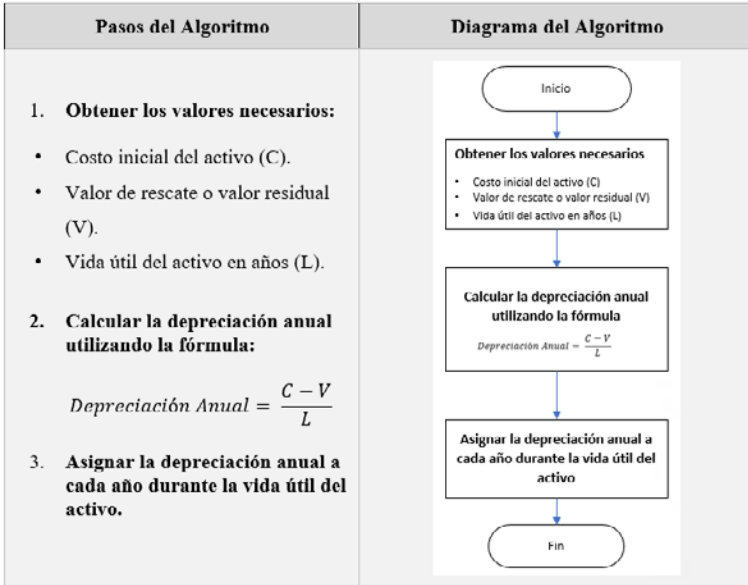 Pasos del Algoritmo
Diagrama del Algoritmo
1. Obtener los valores necesarios:
• Costo inicial del activo (C).
• Valor de rescate o valor residual
(V).
• Vida útil del activo en años (L).
2. Calcular la depreciación anual
utilizando la fórmula:
Depreciación Anual = (C − V) / L
3. Asignar la depreciación anual a
cada año durante la vida útil del
activo.
Inicio
Obtener los valores necesarios
• Costo inicial del activo (C)
• Valor de rescate o valor residual (V)
• Vida útil del activo en años (L)
Calcular la depreciación anual
utilizando la fórmula
Depreciación Anual = (C − V) / L
Asignar la depreciación anual a
cada año durante la vida útil del
activo
Fin